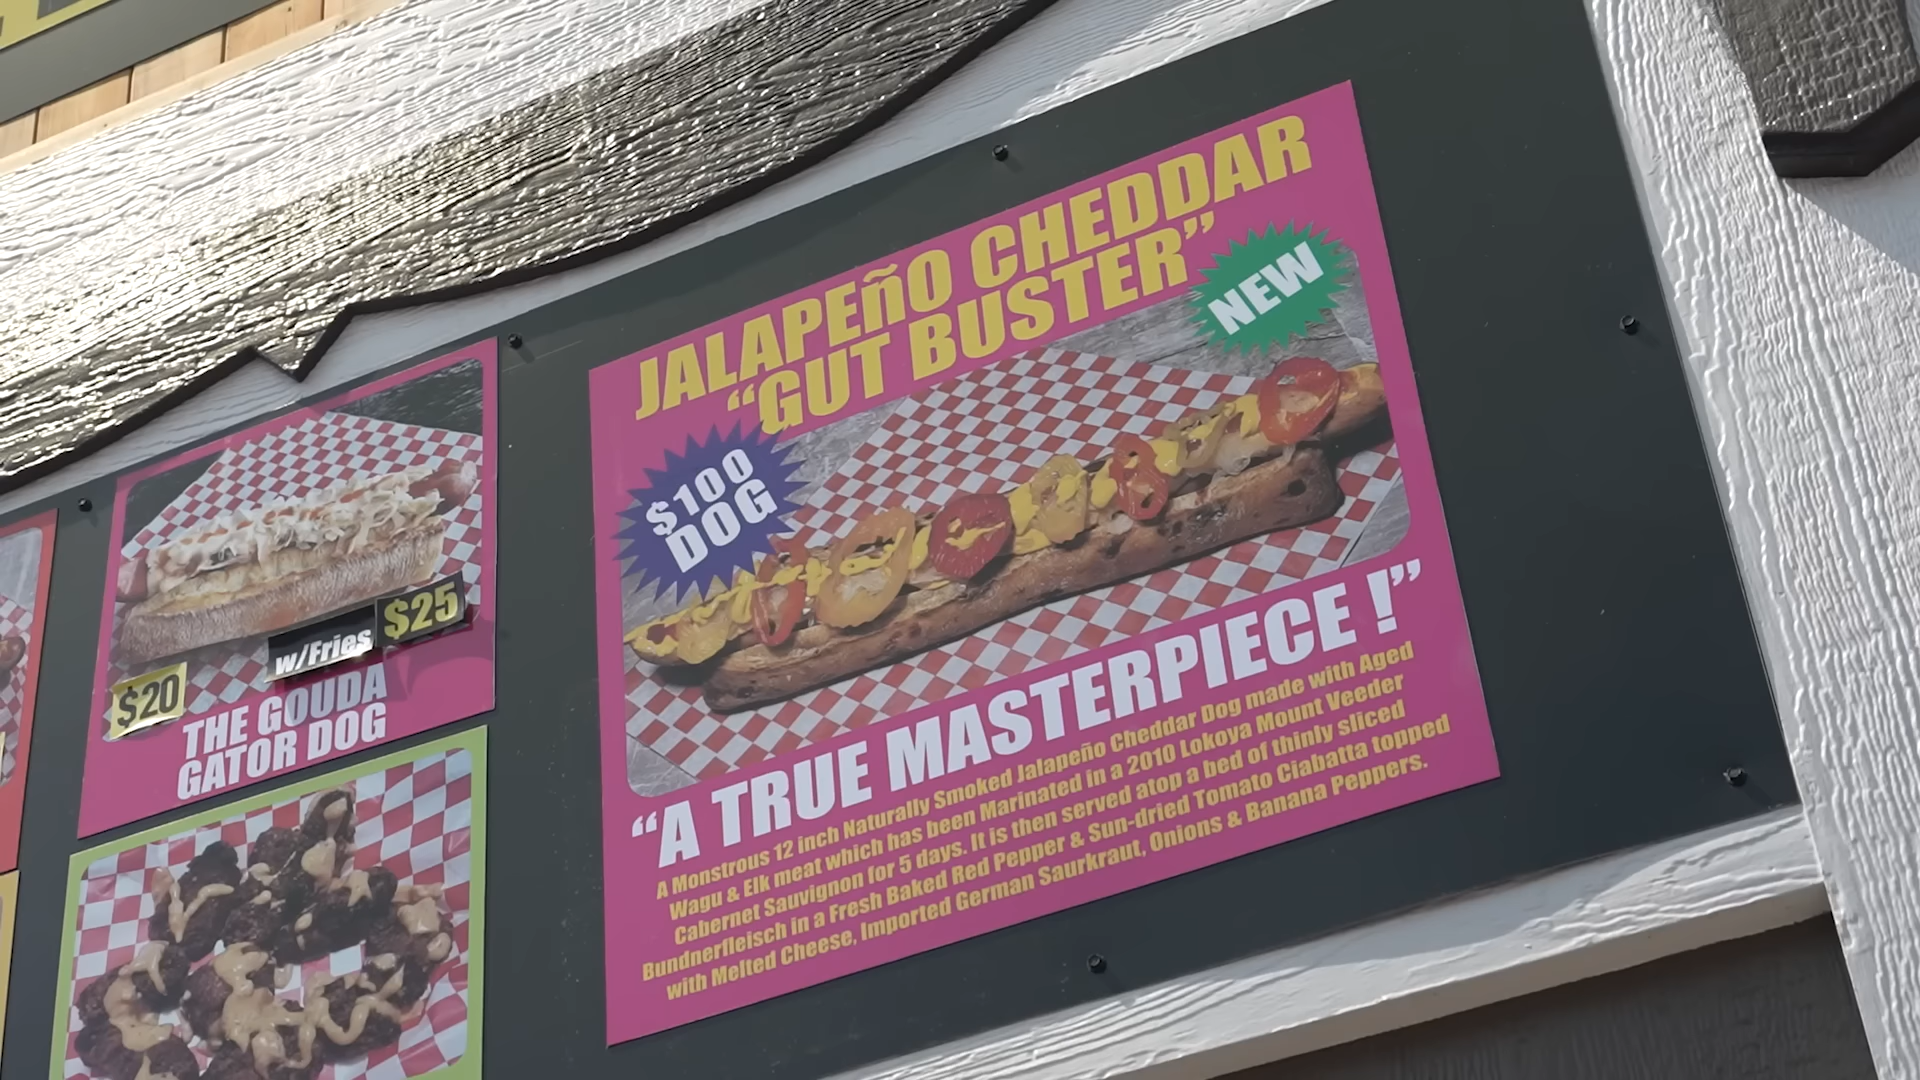 $20
w/Fries $25
THE GOUDA
GATOR DOG
JALAPEñO CHEDDAR
“GUT BUSTER”
NEW
$100
DOG
“A TRUE MASTERPIECE !”
A Monstrous 12 inch Naturally Smoked Jalapeño Cheddar Dog made with Aged
Wagu & Elk meat which has been Marinated in a 2010 Lokoya Mount Veeder
Cabernet Sauvignon for 5 days. It is then served atop a bed of thinly sliced
Bundnerfleisch in a Fresh Baked Red Pepper & Sun-dried Tomato Ciabatta topped
with Melted Cheese, Imported German Saurkraut, Onions & Banana Peppers.